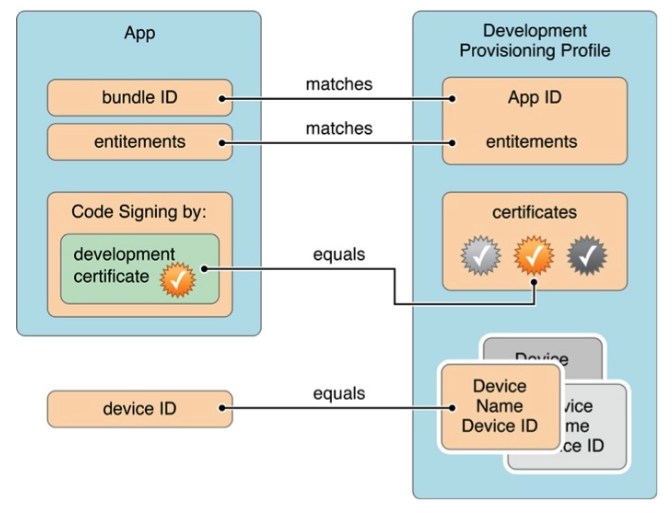 App
bundle ID
entitements
Code Signing by:
development
certificate
device ID
matches
matches
equals
equals
Development
Provisioning Profile
App ID
entitements
certificates
Device
Name
Device ID
Device